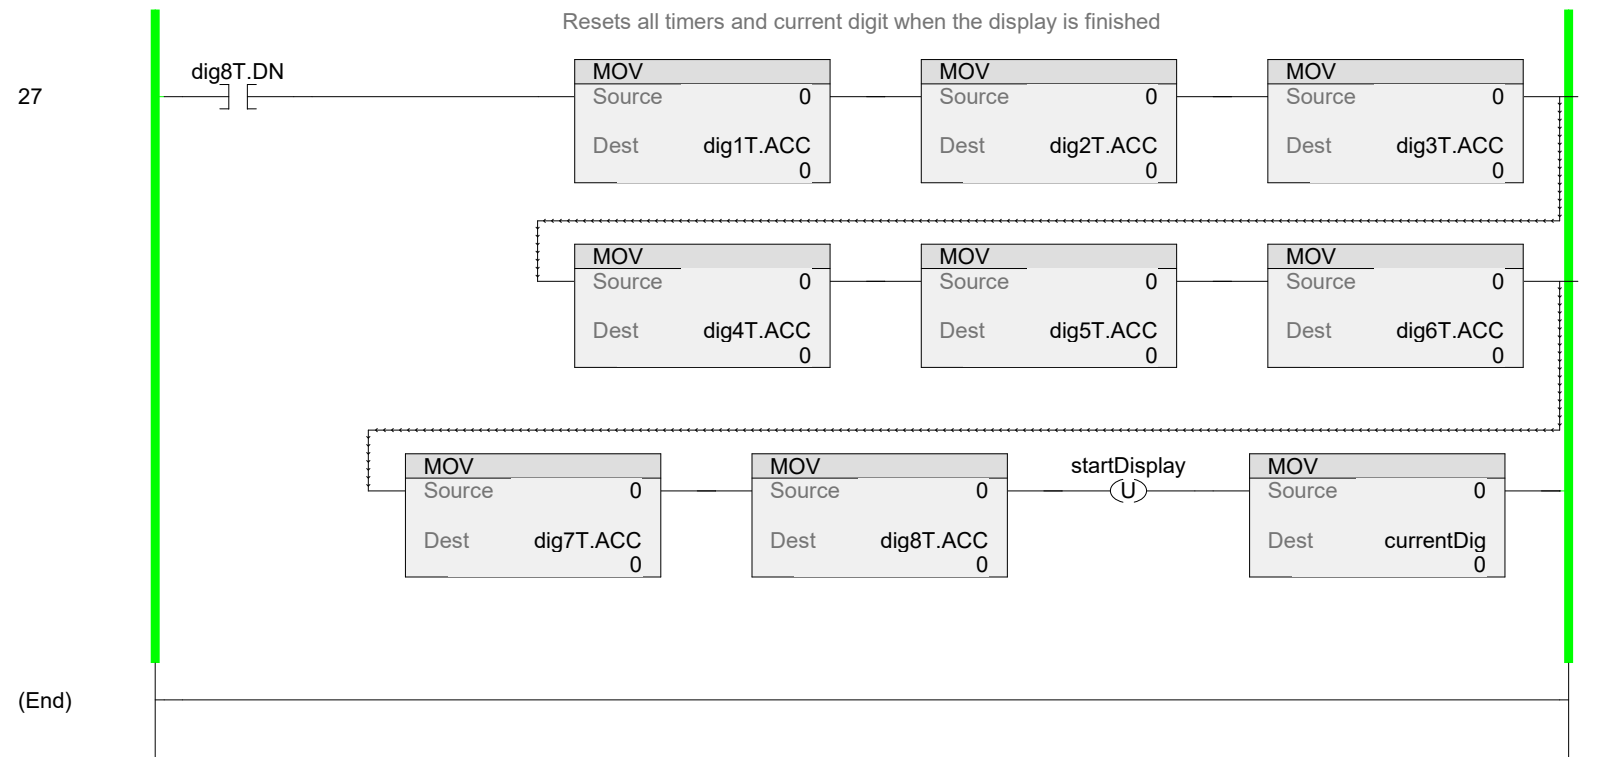 Resets all timers and current digit when the display is finished
27
dig8T.DN
MOV
Source 0
Dest dig1T.ACC
0
MOV
Source 0
Dest dig2T.ACC
0
MOV
Source 0
Dest dig3T.ACC
0
MOV
Source 0
Dest dig4T.ACC
0
MOV
Source 0
Dest dig5T.ACC
0
MOV
Source 0
Dest dig6T.ACC
0
MOV
Source 0
Dest dig7T.ACC
0
MOV
Source 0
Dest dig8T.ACC
0
startDisplay
U
MOV
Source 0
Dest currentDig
0
(End)